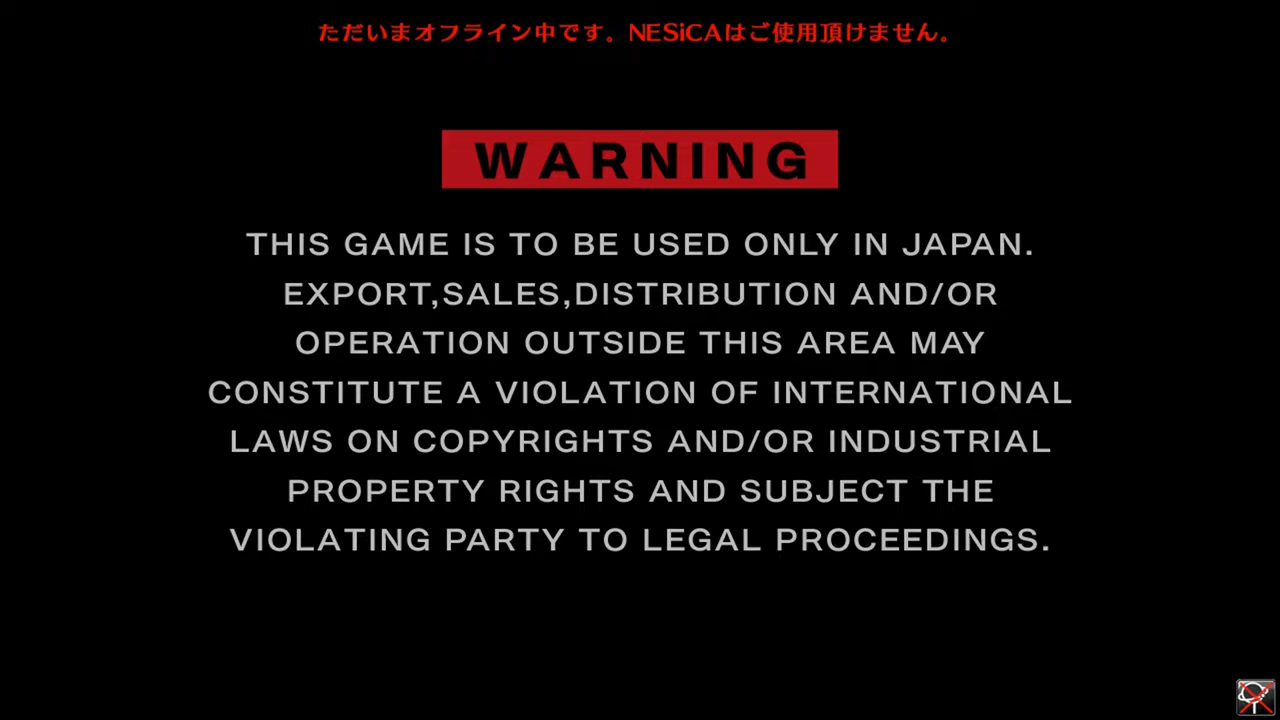 ただいまオフライン中です。NESiCAはご使用頂けません。
WARNING
THIS GAME IS TO BE USED ONLY IN JAPAN.
EXPORT,SALES,DISTRIBUTION AND/OR
OPERATION OUTSIDE THIS AREA MAY
CONSTITUTE A VIOLATION OF INTERNATIONAL
LAWS ON COPYRIGHTS AND/OR INDUSTRIAL
PROPERTY RIGHTS AND SUBJECT THE
VIOLATING PARTY TO LEGAL PROCEEDINGS.